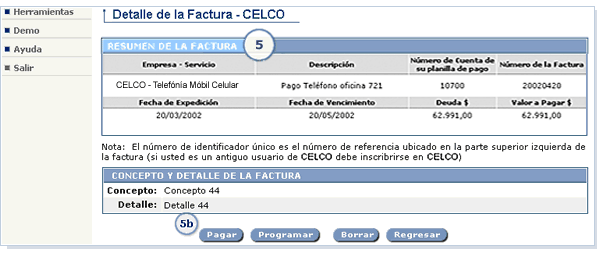 Herramientas
Demo
Ayuda
Salir
Detalle de la Factura - CELCO
RESUMEN DE LA FACTURA 5
Empresa - Servicio Descripción Número de Cuenta de su planilla de pago Número de la Factura
CELCO - Telefónía Móbil Celular Pago Teléfono oficina 721 10700 20020420
Fecha de Expedición Fecha de Vencimiento Deuda $ Valor a Pagar $
20/03/2002 20/05/2002 62.991,00 62.991,00
Nota: El número de identificador único es el número de referencia ubicado en la parte superior izquierda de
la factura (si usted es un antiguo usuario de CELCO debe inscribirse en CELCO)
CONCEPTO Y DETALLE DE LA FACTURA
Concepto: Concepto 44
Detalle: Detalle 44
5b
Pagar Programar Borrar Regresar